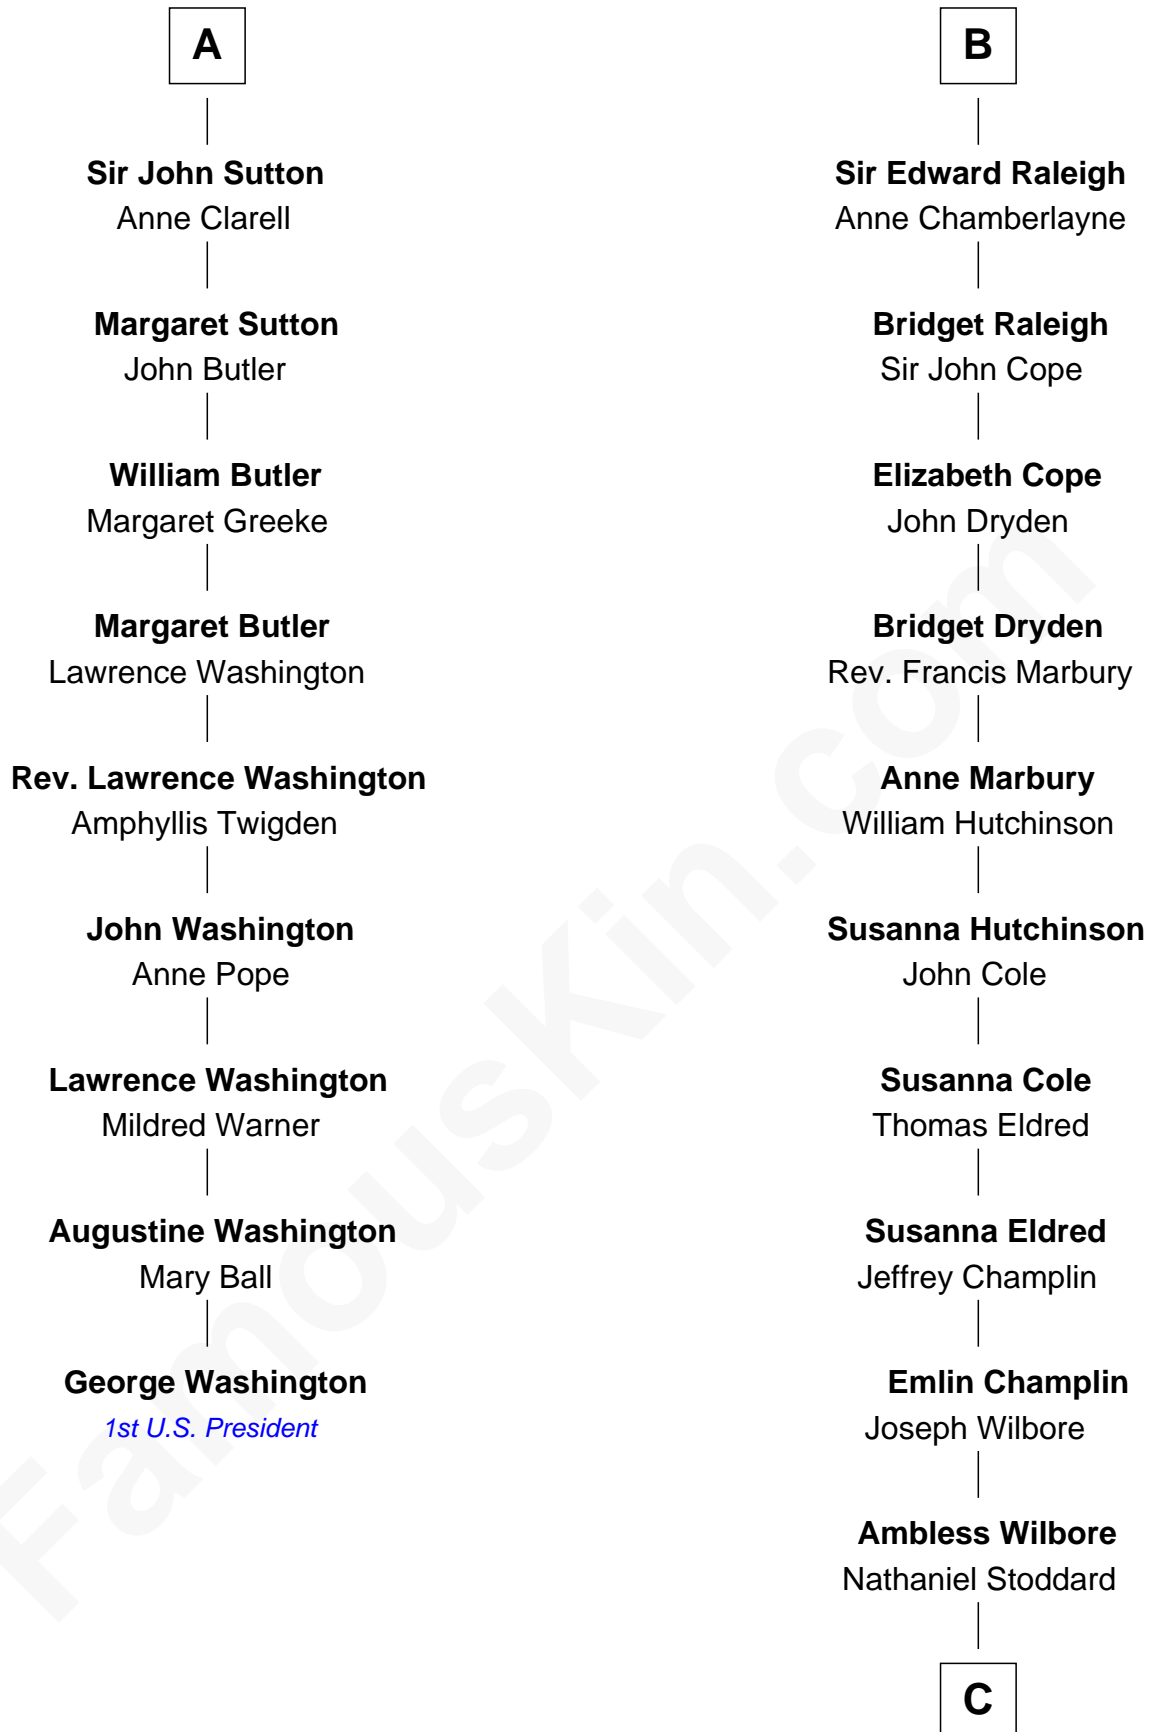 A
Sir John Sutton
Anne Clarell
Margaret Sutton
John Butler
William Butler
Margaret Greeke
Margaret Butler
Lawrence Washington
Rev. Lawrence Washington
Amphyllis Twigden
John Washington
Anne Pope
Lawrence Washington
Mildred Warner
Augustine Washington
Mary Ball
George Washington
1st U.S. President
B
Sir Edward Raleigh
Anne Chamberlayne
Bridget Raleigh
Sir John Cope
Elizabeth Cope
John Dryden
Bridget Dryden
Rev. Francis Marbury
Anne Marbury
William Hutchinson
Susanna Hutchinson
John Cole
Susanna Cole
Thomas Eldred
Susanna Eldred
Jeffrey Champlin
Emlin Champlin
Joseph Wilbore
Ambless Wilbore
Nathaniel Stoddard
C
FamousKin.com